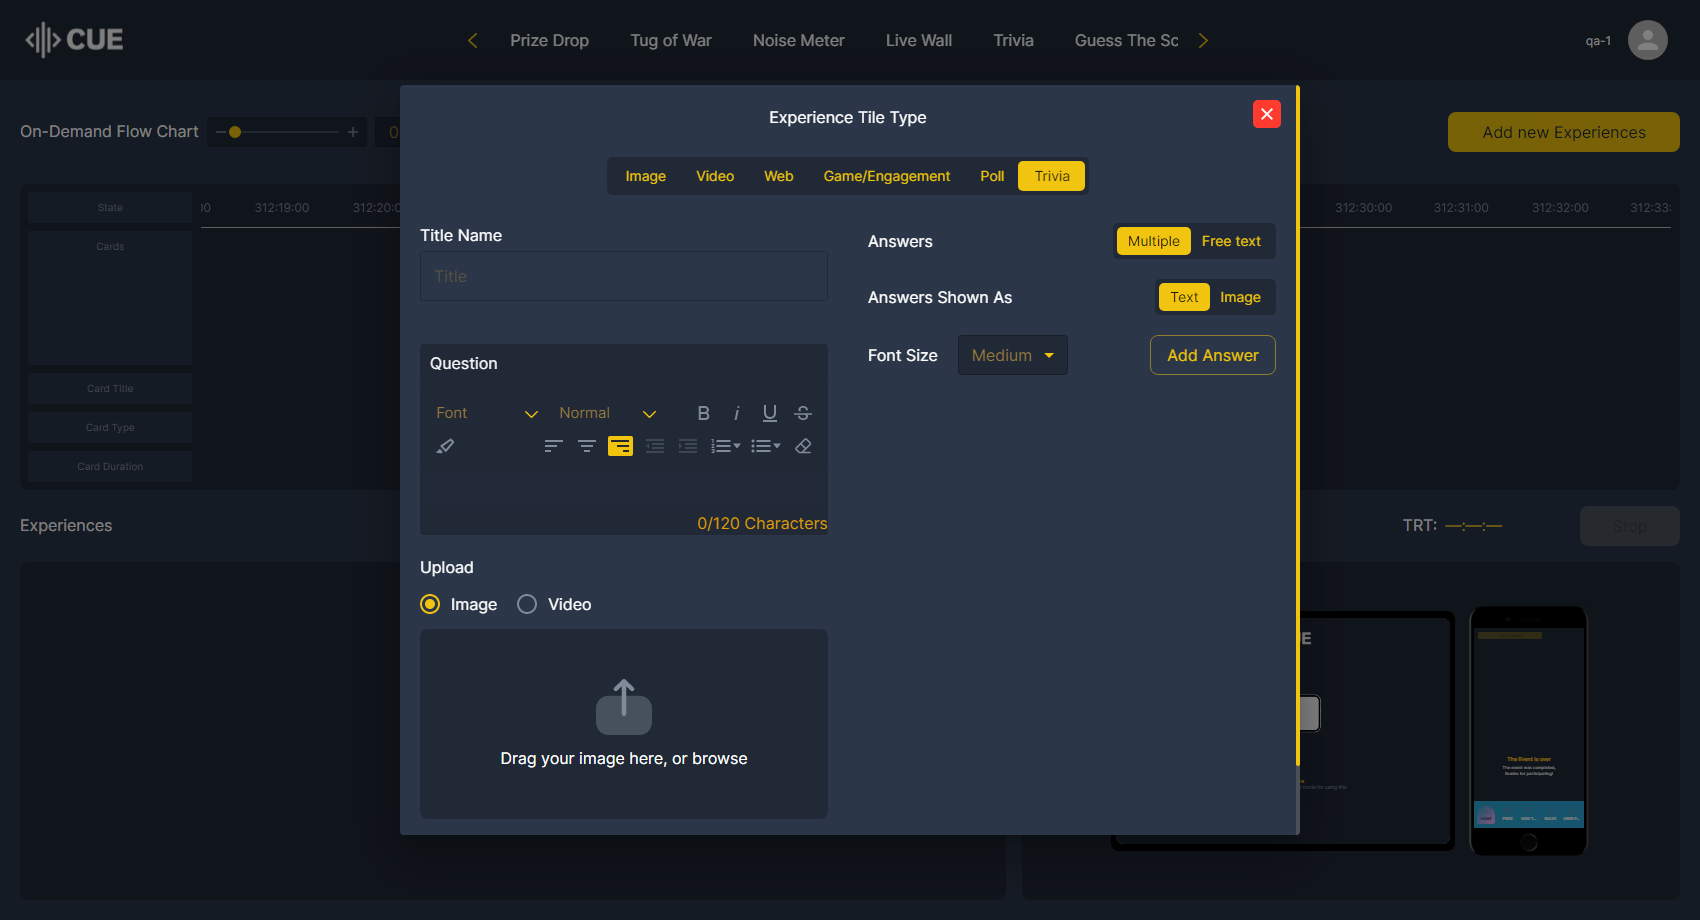 CUE
Prize Drop
Tug of War
Noise Meter
Live Wall
Trivia
Guess The Sc
qa-1
On-Demand Flow Chart
0
Add new Experiences
State
00
312:19:00
312:20:0
312:30:00
312:31:00
312:32:00
312:33:
Cards
Card Title
Card Type
Card Duration
Experiences
TRT: —:—:—
Stop
Experience Tile Type
Image
Video
Web
Game/Engagement
Poll
Trivia
Title Name
Title
Question
Font
Normal
B
i
U
S
0/120 Characters
Upload
Image
Video
Drag your image here, or browse
Answers
Multiple
Free text
Answers Shown As
Text
Image
Font Size
Medium
Add Answer
UE
The Event is over
The event was completed,
thanks for participating!